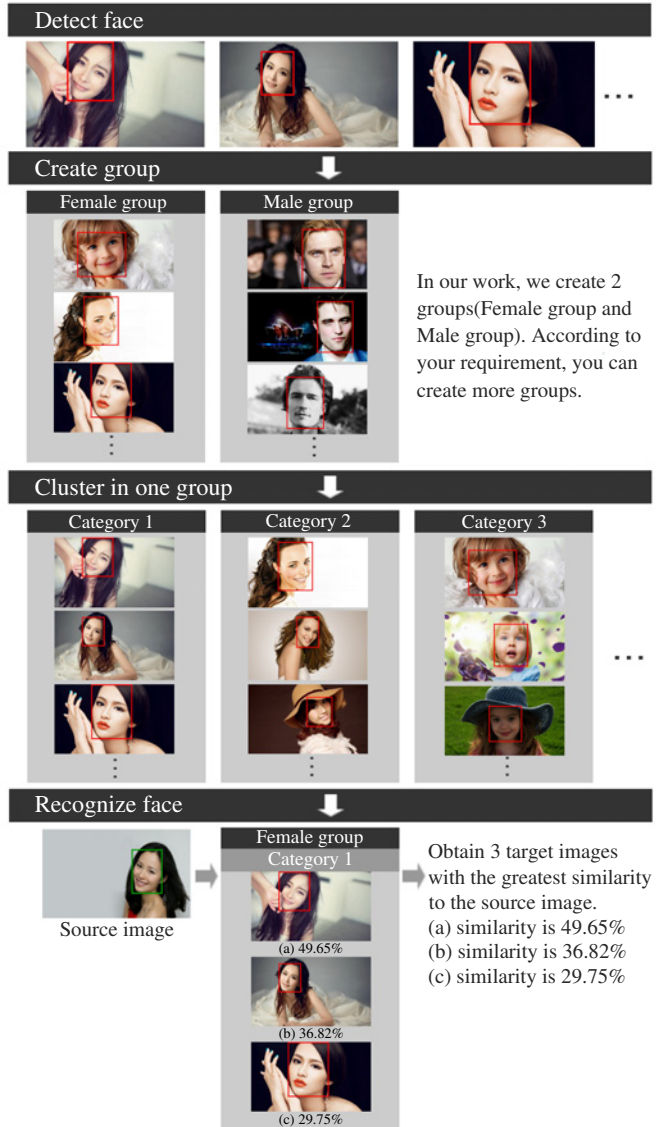 Detect face
...
Create group
Female group
Male group
In our work, we create 2
groups(Female group and
Male group). According to
your requirement, you can
create more groups.
Cluster in one group
Category 1
Category 2
Category 3
...
Recognize face
Source image
Female group
Category 1
(a) 49.65%
(b) 36.82%
(c) 29.75%
Obtain 3 target images
with the greatest similarity
to the source image.
(a) similarity is 49.65%
(b) similarity is 36.82%
(c) similarity is 29.75%